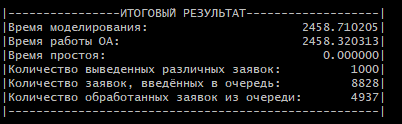 |----------------ИТОГОВЫЙ РЕЗУЛЬТАТ-------------------|
|Время моделирования: 2458.710205|
|Время работы ОА: 2458.320313|
|Время простоя: 0.000000|
|Количество выведенных различных заявок: 1000|
|Количество заявок, введённых в очередь: 8828|
|Количество обработанных заявок из очереди: 4937|
|-----------------------------------------------------|